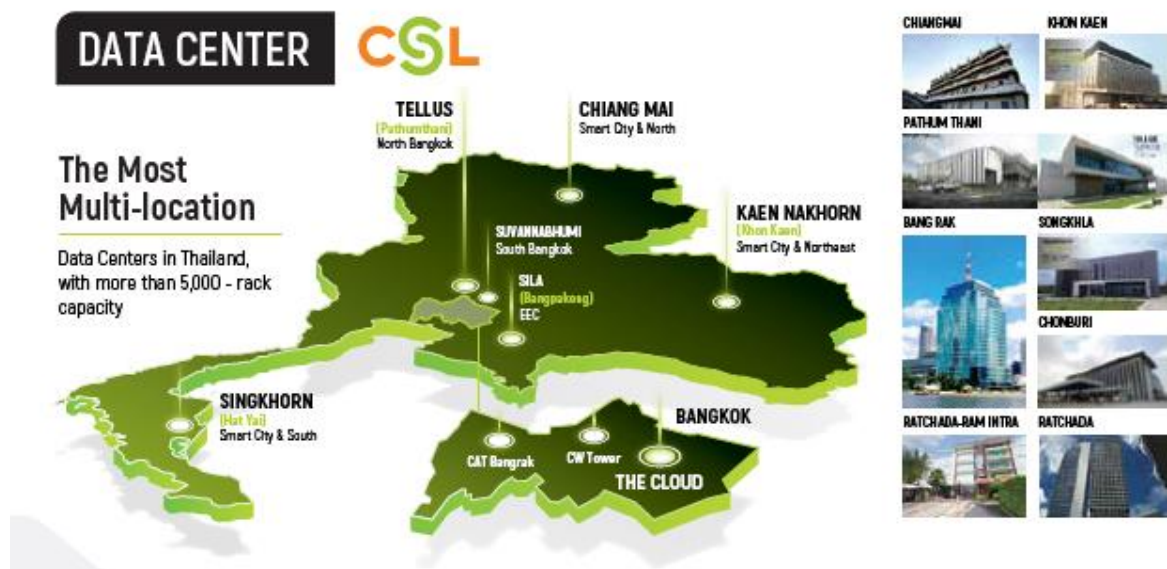 DATA CENTER
CSL
The Most
Multi-location
Data Centers in Thailand,
with more than 5,000 - rack
capacity
TELLUS
(Pathumthani)
North Bangkok
CHIANG MAI
Smart City & North
SUVANNABHUMI
South Bangkok
SILA
(Bangpakong)
EEC
KAEN NAKHORN
(Khon Kaen)
Smart City & Northeast
SINGKHORN
(Hat Yai)
Smart City & South
BANGKOK
CAT Bangrak
CW Tower
THE CLOUD
CHIANGMAI
KHON KAEN
PATHUM THANI
BANG RAK
SONGKHLA
CHONBURI
RATCHADA-RAM INTRA
RATCHADA